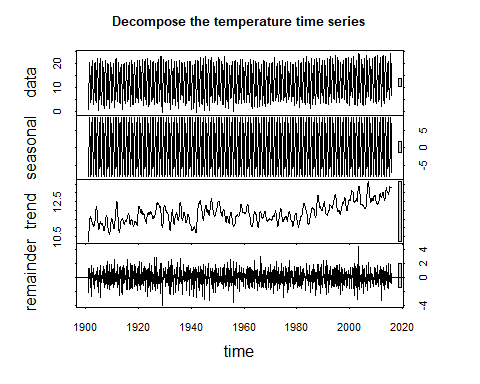 Decompose the temperature time series
data
0 10 20
seasonal
-5 0 5
trend
10.5 12.5
remainder
-4 0 2 4
1900 1920 1940 1960 1980 2000 2020
time